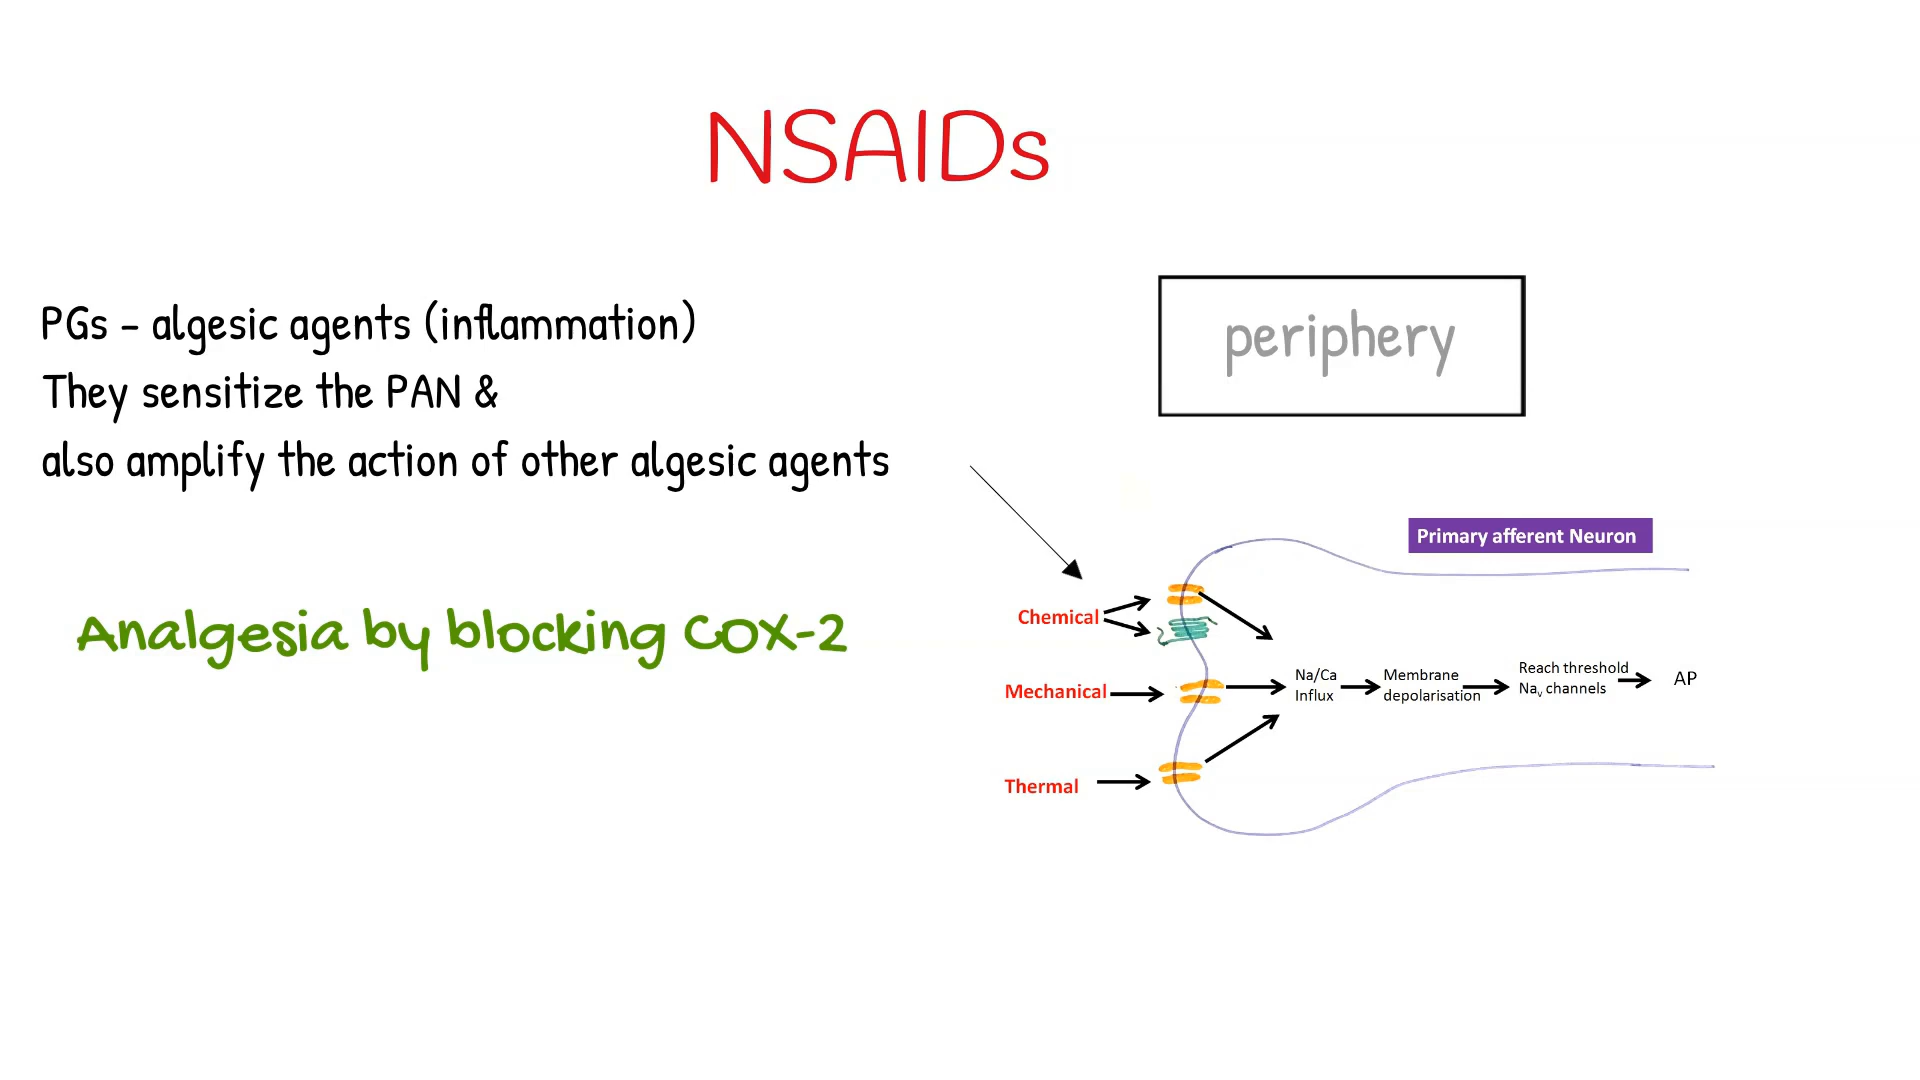 NSAIDs
PGs - algesic agents (inflammation)
They sensitize the PAN &
also amplify the action of other algesic agents
Analgesia by blocking COX-2
periphery
Primary afferent Neuron
Chemical
Mechanical
Thermal
Na/Ca
Influx
Membrane
depolarisation
Reach threshold
Nav channels
AP